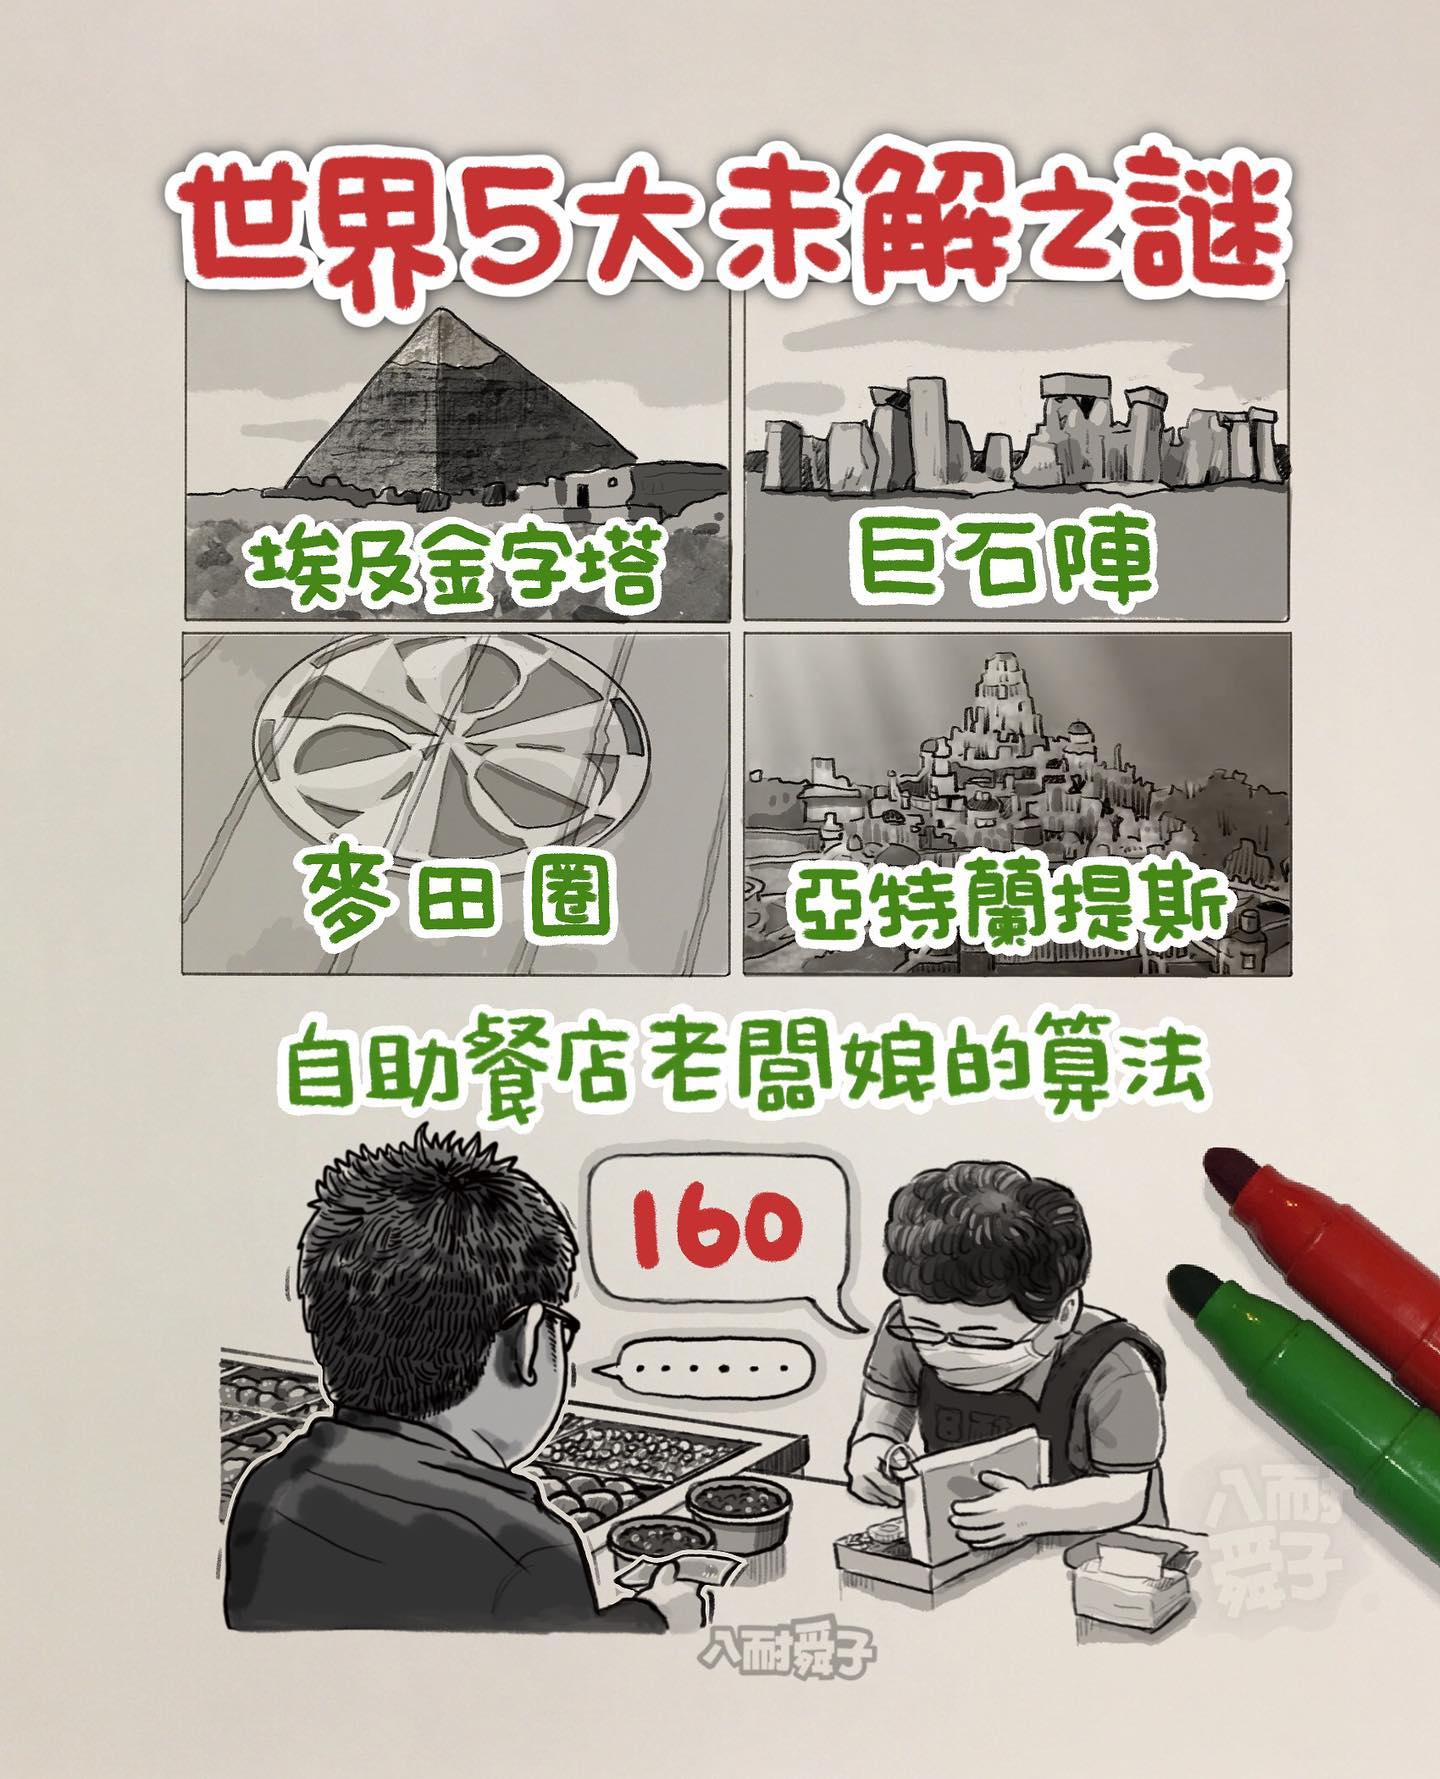 世界5大未解之謎
埃及金字塔
巨石陣
麥田圈
亞特蘭提斯
自助餐店老闆娘的算法
160
......
八耐舜子
八耐舜子